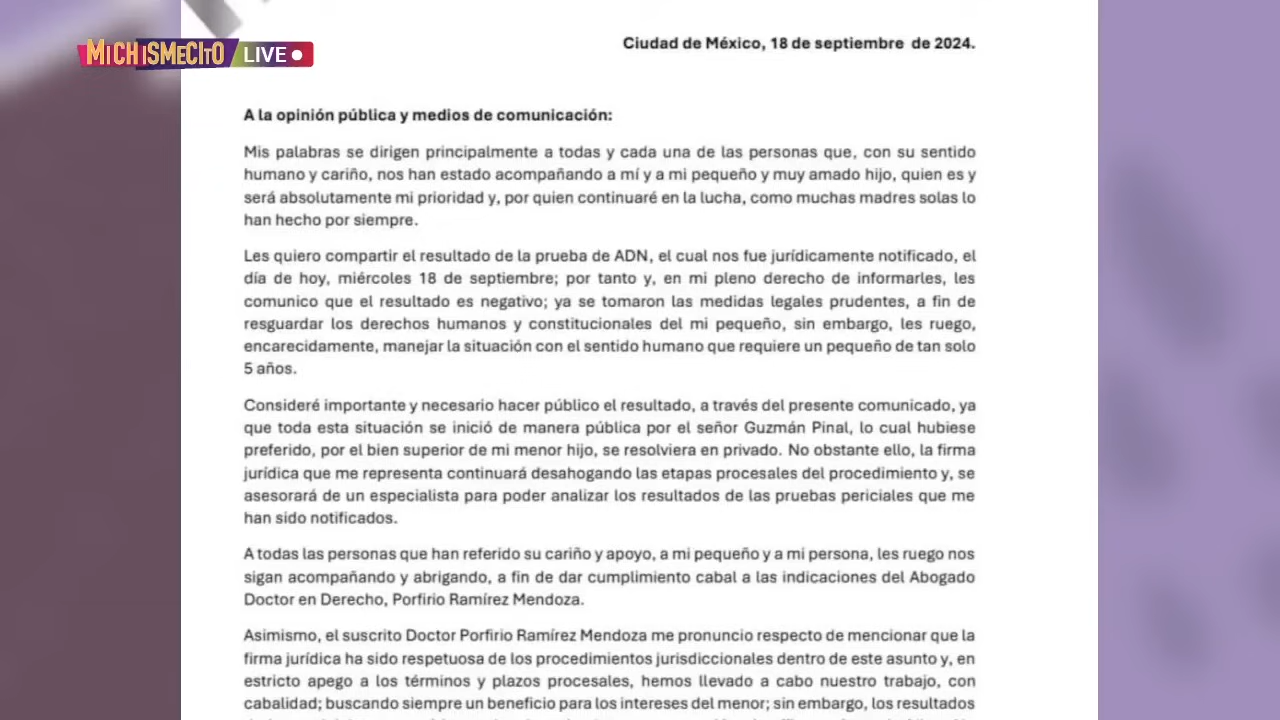 MICHISMECITO LIVE
Ciudad de México, 18 de septiembre de 2024.
A la opinión pública y medios de comunicación:
Mis palabras se dirigen principalmente a todas y cada una de las personas que, con su sentido
humano y cariño, nos han estado acompañando a mí y a mi pequeño y muy amado hijo, quien es y
será absolutamente mi prioridad y, por quien continuaré en la lucha, como muchas madres solas lo
han hecho por siempre.
Les quiero compartir el resultado de la prueba de ADN, el cual nos fue jurídicamente notificado, el
día de hoy, miércoles 18 de septiembre; por tanto y, en mi pleno derecho de informarles, les
comunico que el resultado es negativo; ya se tomaron las medidas legales prudentes, a fin de
resguardar los derechos humanos y constitucionales del mi pequeño, sin embargo, les ruego,
encarecidamente, manejar la situación con el sentido humano que requiere un pequeño de tan solo
5 años.
Consideré importante y necesario hacer público el resultado, a través del presente comunicado, ya
que toda esta situación se inició de manera pública por el señor Guzmán Pinal, lo cual hubiese
preferido, por el bien superior de mi menor hijo, se resolviera en privado. No obstante ello, la firma
jurídica que me representa continuará desahogando las etapas procesales del procedimiento y, se
asesorará de un especialista para poder analizar los resultados de las pruebas periciales que me
han sido notificados.
A todas las personas que han referido su cariño y apoyo, a mi pequeño y a mi persona, les ruego nos
sigan acompañando y abrigando, a fin de dar cumplimiento cabal a las indicaciones del Abogado
Doctor en Derecho, Porfirio Ramírez Mendoza.
Asimismo, el suscrito Doctor Porfirio Ramírez Mendoza me pronuncio respecto de mencionar que la
firma jurídica ha sido respetuosa de los procedimientos jurisdiccionales dentro de este asunto y, en
estricto apego a los términos y plazos procesales, hemos llevado a cabo nuestro trabajo, con
cabalidad; buscando siempre un beneficio para los intereses del menor; sin embargo, los resultados